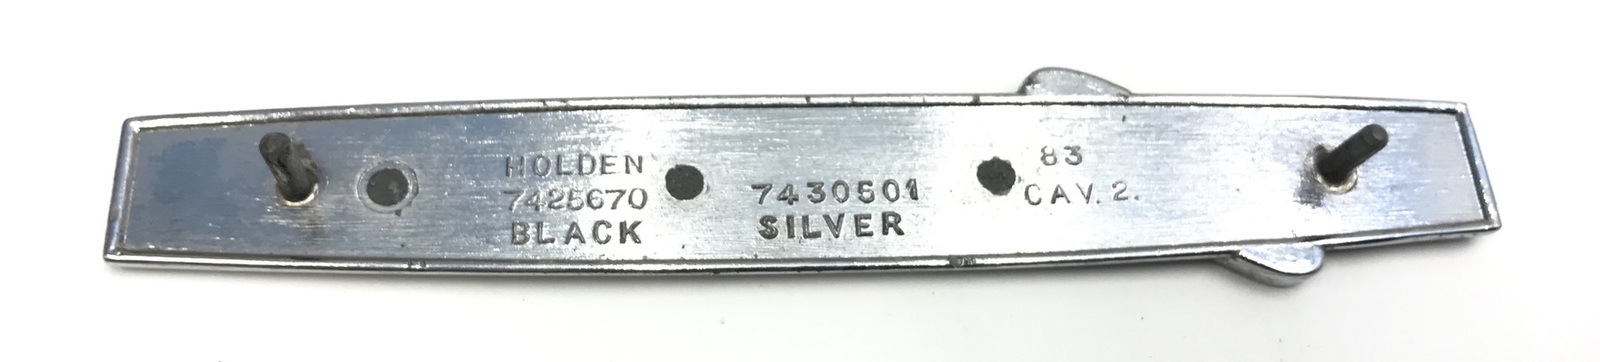 HOLDEN
7425670
BLACK
7430501
SILVER
83
CAV. 2.